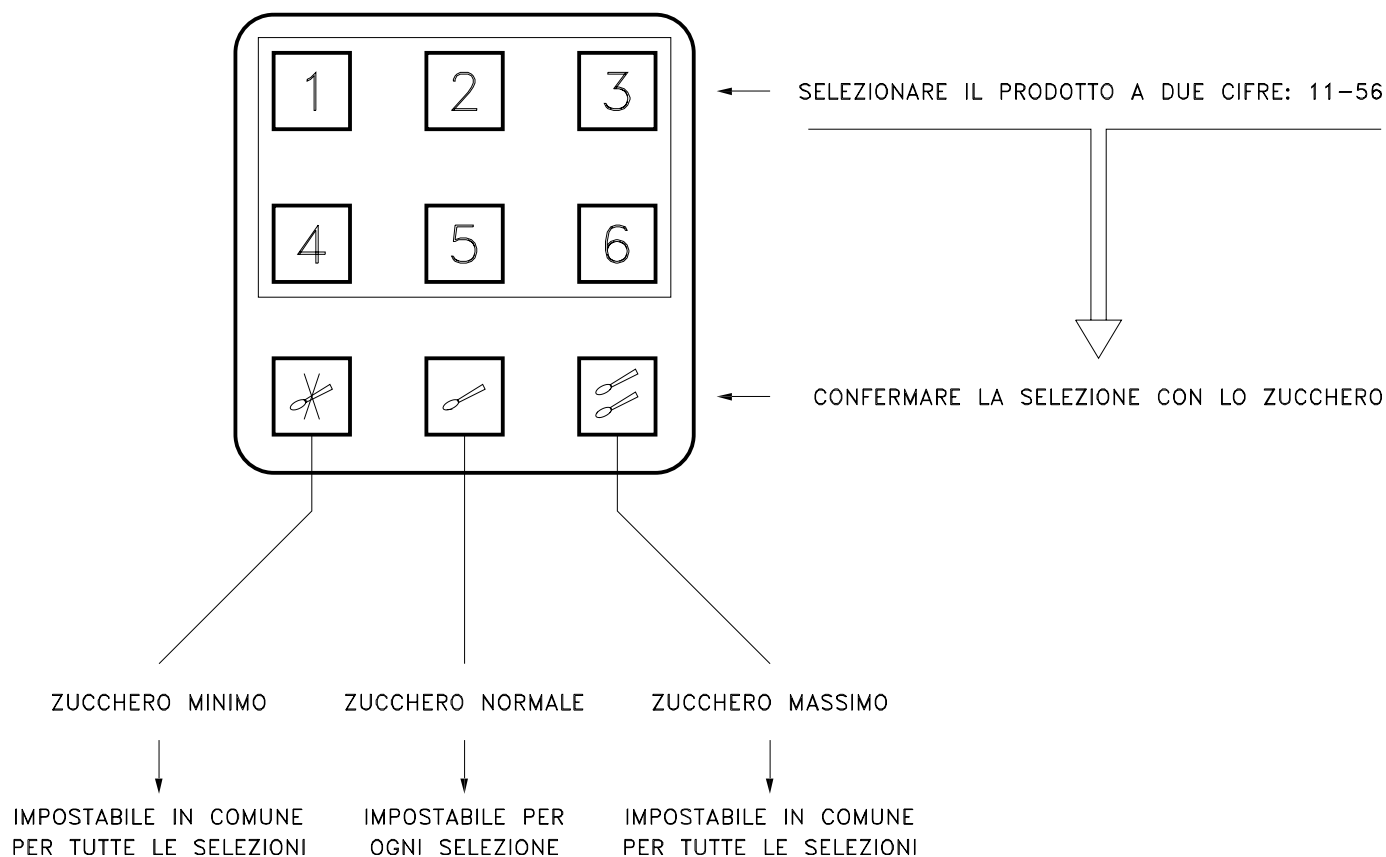 1 2 3
SELEZIONARE IL PRODOTTO A DUE CIFRE: 11-56
4 5 6
CONFERMARE LA SELEZIONE CON LO ZUCCHERO
ZUCCHERO MINIMO
IMPOSTABILE IN COMUNE
PER TUTTE LE SELEZIONI
ZUCCHERO NORMALE
IMPOSTABILE PER
OGNI SELEZIONE
ZUCCHERO MASSIMO
IMPOSTABILE IN COMUNE
PER TUTTE LE SELEZIONI